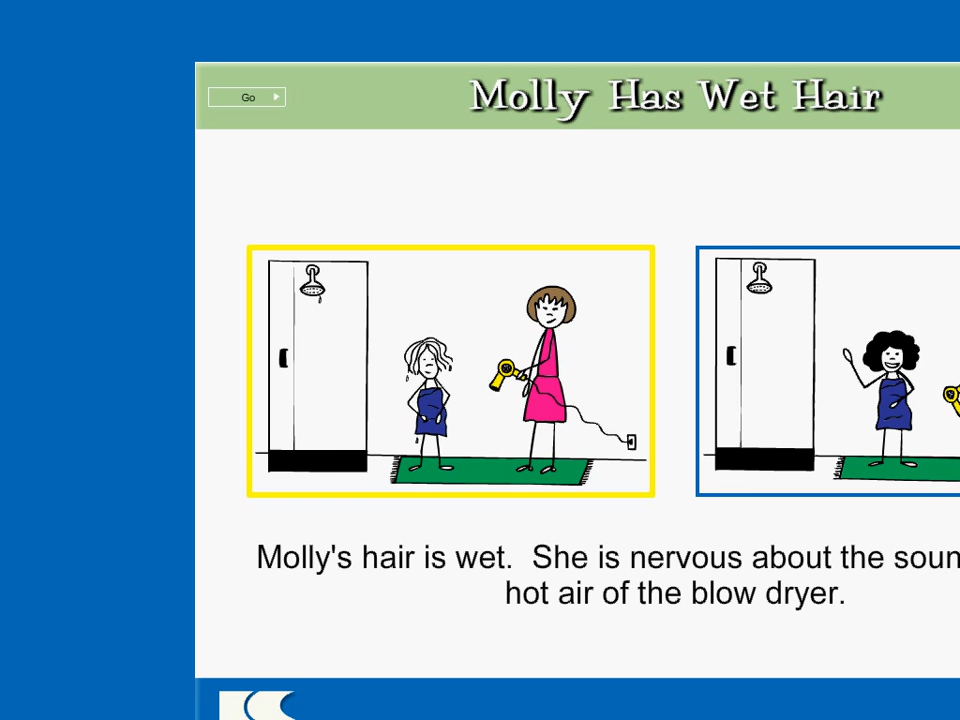 Go
Molly Has Wet Hair
Molly's hair is wet.  She is nervous about the
hot air of the blow dryer.